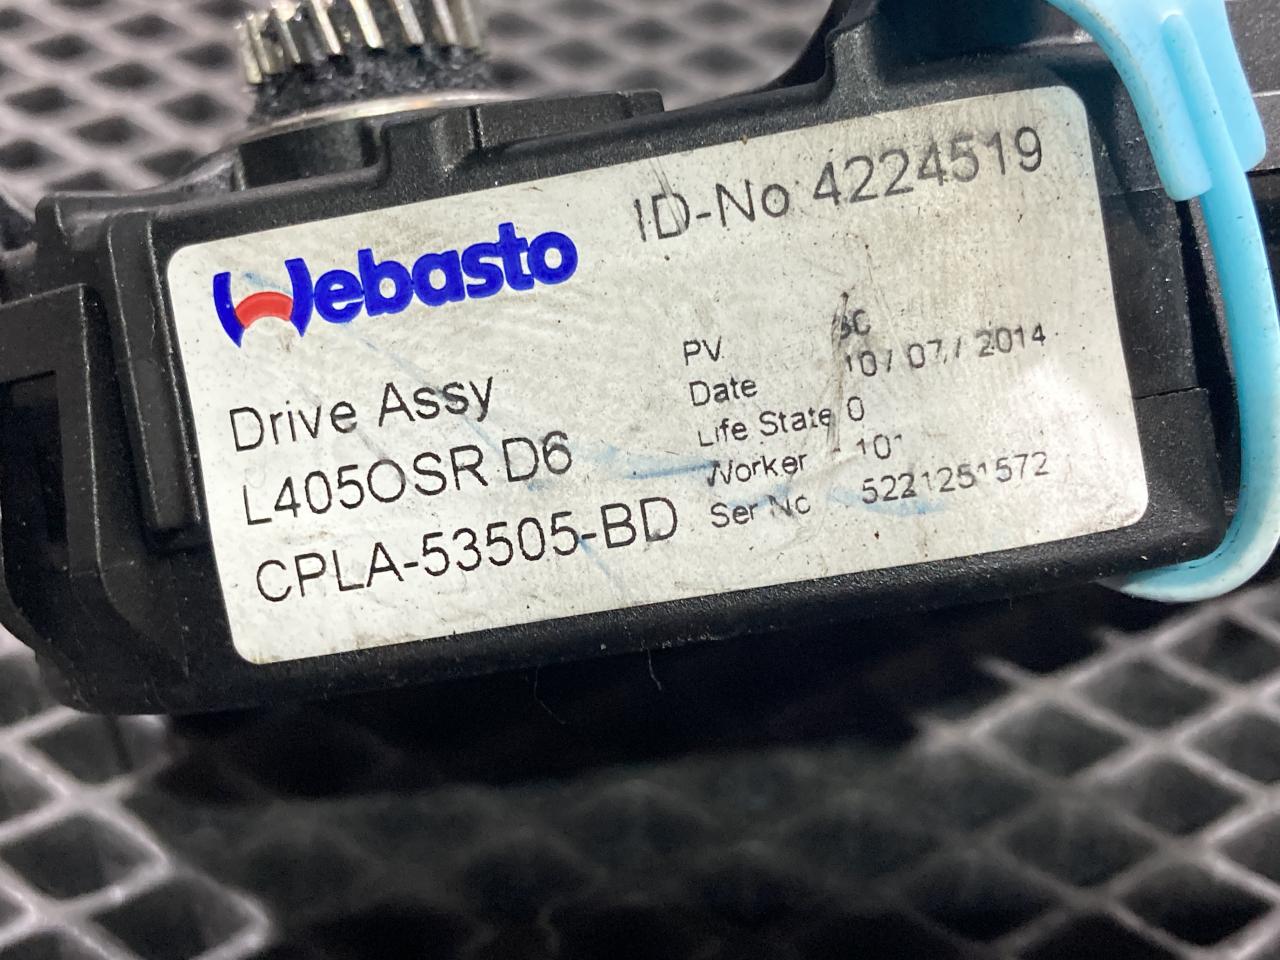 Webasto
ID-No 4224519
Drive Assy
L405OSR D6
CPLA-53505-BD
PV
Date 10/07/2014
Life State 0
Worker
Ser No 5221251572